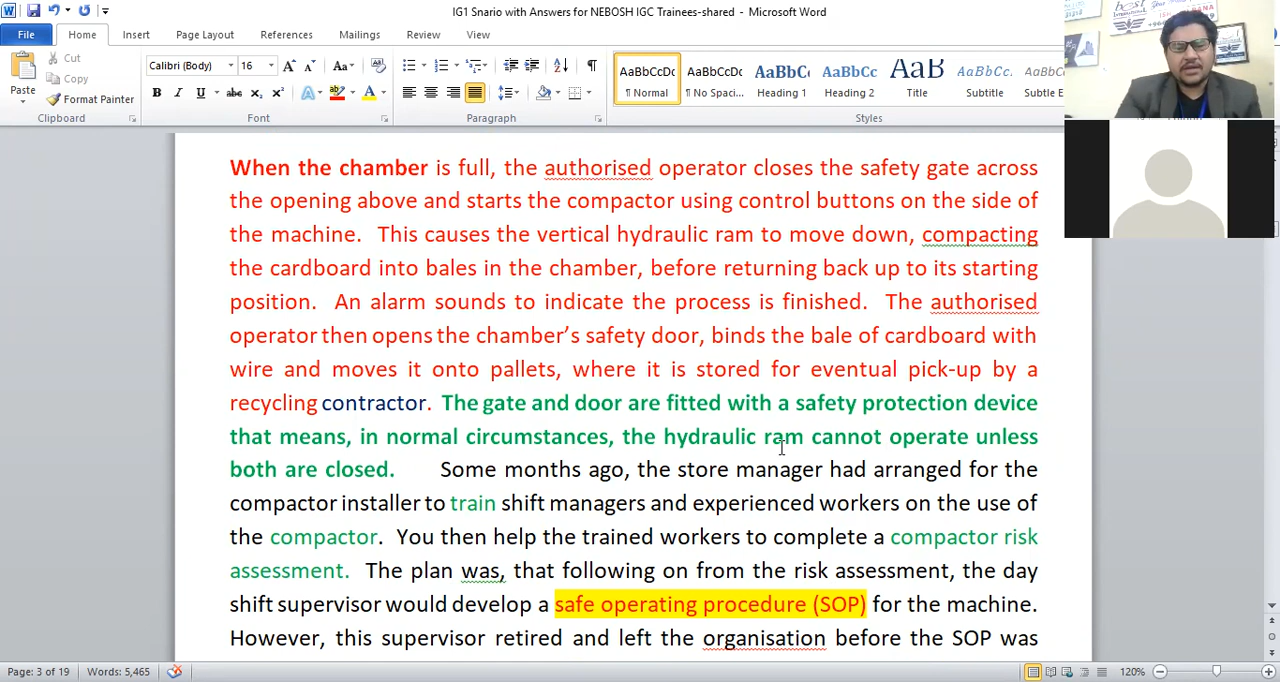 IG1 Snario with Answers for NEBOSH IGC Trainees-shared - Microsoft Word
File Home Insert Page Layout References Mailings Review View
Cut
Copy
Format Painter
Paste
Calibri (Body) 16
AaBbCcDc AaBbCcDc AaBbC AaBbCc AaB AaBbCcD AaBbC
¶ Normal ¶ No Spaci... Heading 1 Heading 2 Title Subtitle Subtle E
Clipboard Font Paragraph Styles
When the chamber is full, the authorised operator closes the safety gate across
the opening above and starts the compactor using control buttons on the side of
the machine. This causes the vertical hydraulic ram to move down, compacting
the cardboard into bales in the chamber, before returning back up to its starting
position. An alarm sounds to indicate the process is finished. The authorised
operator then opens the chamber’s safety door, binds the bale of cardboard with
wire and moves it onto pallets, where it is stored for eventual pick-up by a
recycling contractor. The gate and door are fitted with a safety protection device
that means, in normal circumstances, the hydraulic ram cannot operate unless
both are closed. Some months ago, the store manager had arranged for the
compactor installer to train shift managers and experienced workers on the use of
the compactor. You then help the trained workers to complete a compactor risk
assessment. The plan was, that following on from the risk assessment, the day
shift supervisor would develop a safe operating procedure (SOP) for the machine.
However, this supervisor retired and left the organisation before the SOP was
Page: 3 of 19 Words: 5,465 120%